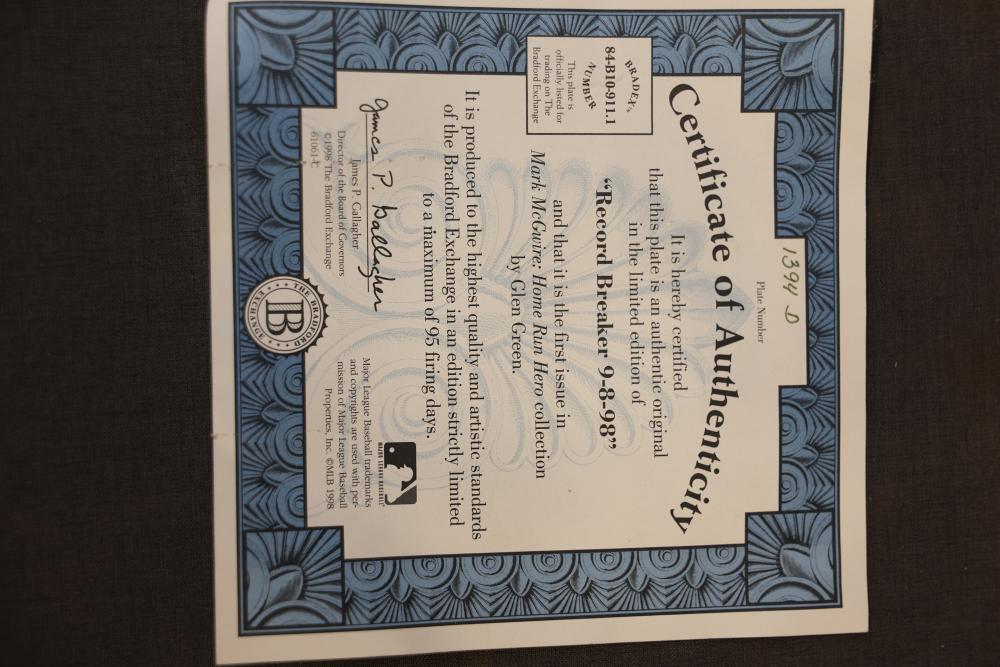 1394 D
Plate Number
Certificate of Authenticity
BRADEX
NUMBER
84-B10-911.1
This plate is
officially listed for
trading on The
Bradford Exchange
It is hereby certified
that this plate is an authentic original
in the limited edition of
“Record Breaker 9-8-98”
and that it is the first issue in
Mark McGwire: Home Run Hero collection
by Glen Green.
It is produced to the highest quality and artistic standards
of the Bradford Exchange in an edition strictly limited
to a maximum of 95 firing days.
James P. Gallagher
James P. Gallagher
Director of the Board of Governors
©1998 The Bradford Exchange
61061-C
THE BRADFORD
B
EXCHANGE
MAJOR LEAGUE BASEBALL
Major League Baseball trademarks
and copyrights are used with per-
mission of Major League Baseball
Properties, Inc. ©MLB 1998